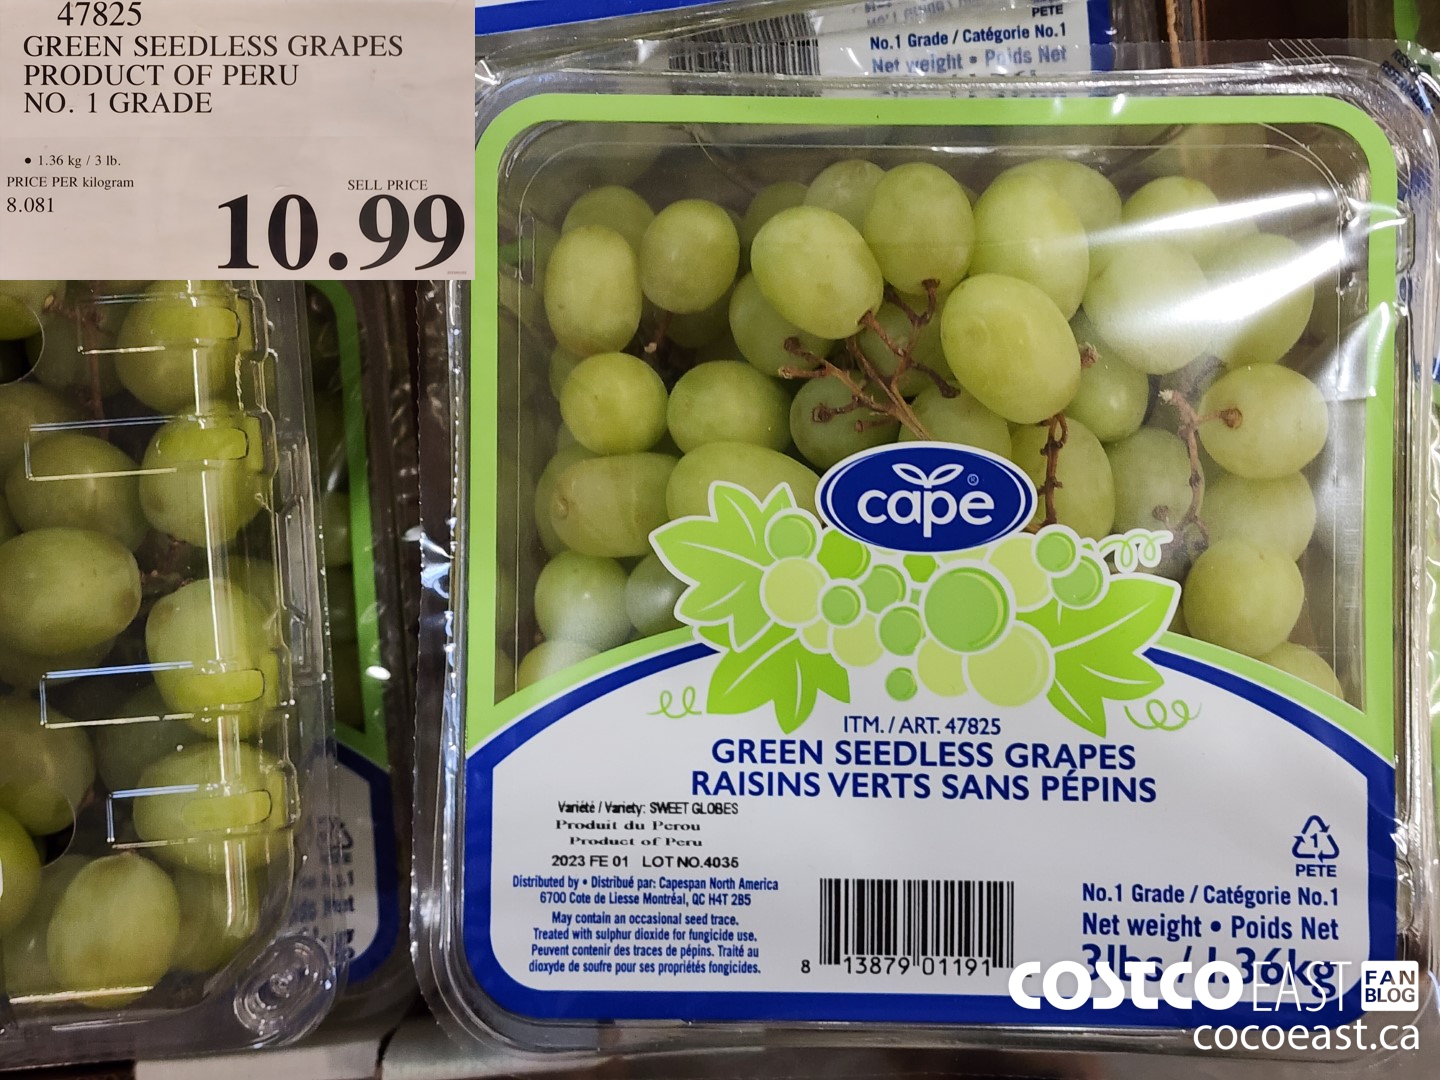 47825
GREEN SEEDLESS GRAPES
PRODUCT OF PERU
NO. 1 GRADE
• 1.36 kg / 3 lb.
PRICE PER kilogram
8.081
SELL PRICE
10.99
PETE
No.1 Grade / Catégorie No.1
Net weight • Poids Net
cape
ITM./ART. 47825
GREEN SEEDLESS GRAPES
RAISINS VERTS SANS PÉPINS
Variété / Variety: SWEET GLOBES
Produit du Perou
Product of Peru
2023 FE 01 LOT NO.4035
Distributed by • Distribué par: Capespan North America
6700 Cote de Liesse Montréal, QC H4T 2B5
May contain an occasional seed trace.
Treated with sulphur dioxide for fungicide use.
Peuvent contenir des traces de pépins. Traité au
dioxyde de soufre pour ses propriétés fongicides.
8 13879 01191
1
PETE
No.1 Grade / Catégorie No.1
Net weight • Poids Net
3lbs / 1.36kg
COSTCO EAST FAN BLOG
cocoeast.ca